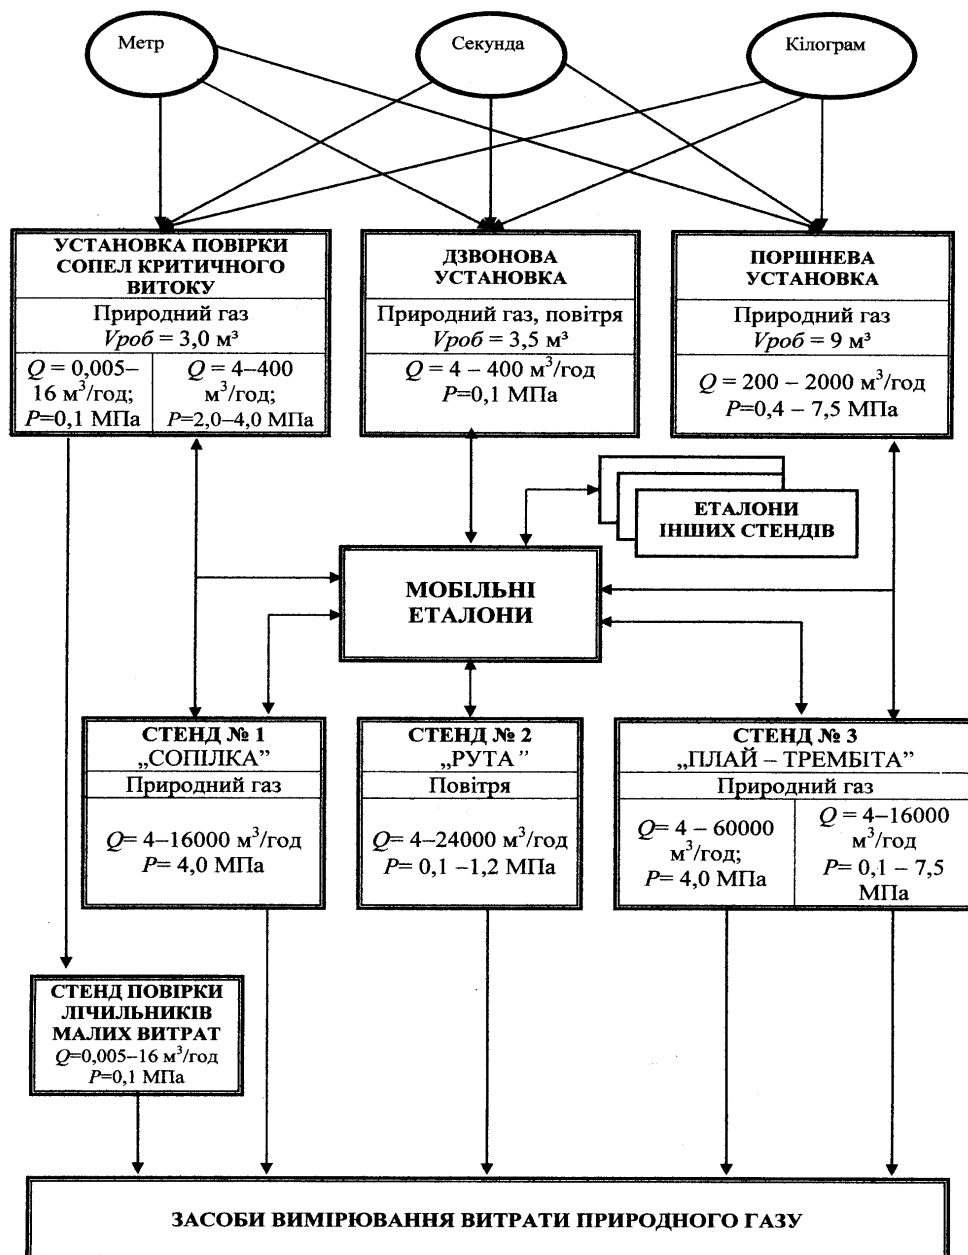 Метр
Секунда
Кілограм
УСТАНОВКА ПОВІРКИ
СОПЕЛ КРИТИЧНОГО
ВИТОКУ
Природний газ
Vроб = 3,0 м³
Q = 0,005–
16 м³/год;
P=0,1 МПа
Q = 4–400
м³/год;
P=2,0–4,0 МПа
ДЗВОНОВА
УСТАНОВКА
Природний газ, повітря
Vроб = 3,5 м³
Q = 4 – 400 м³/год
P=0,1 МПа
ПОРШНЕВА
УСТАНОВКА
Природний газ
Vроб = 9 м³
Q = 200 – 2000 м³/год
P=0,4 – 7,5 МПа
ЕТАЛОНИ
ІНШИХ СТЕНДІВ
МОБІЛЬНІ
ЕТАЛОНИ
СТЕНД № 1
„СОПІЛКА”
Природний газ
Q= 4–16000 м³/год
P= 4,0 МПа
СТЕНД № 2
„РУТА ”
Повітря
Q= 4–24000 м³/год
P= 0,1 –1,2 МПа
СТЕНД № 3
„ПЛАЙ – ТРЕМБІТА”
Природний газ
Q= 4 – 60000
м³/год;
P= 4,0 МПа
Q = 4–16000
м³/год
P= 0,1 – 7,5
МПа
СТЕНД ПОВІРКИ
ЛІЧИЛЬНИКІВ
МАЛИХ ВИТРАТ
Q=0,005–16 м³/год
P=0,1 МПа
ЗАСОБИ ВИМІРЮВАННЯ ВИТРАТИ ПРИРОДНОГО ГАЗУ